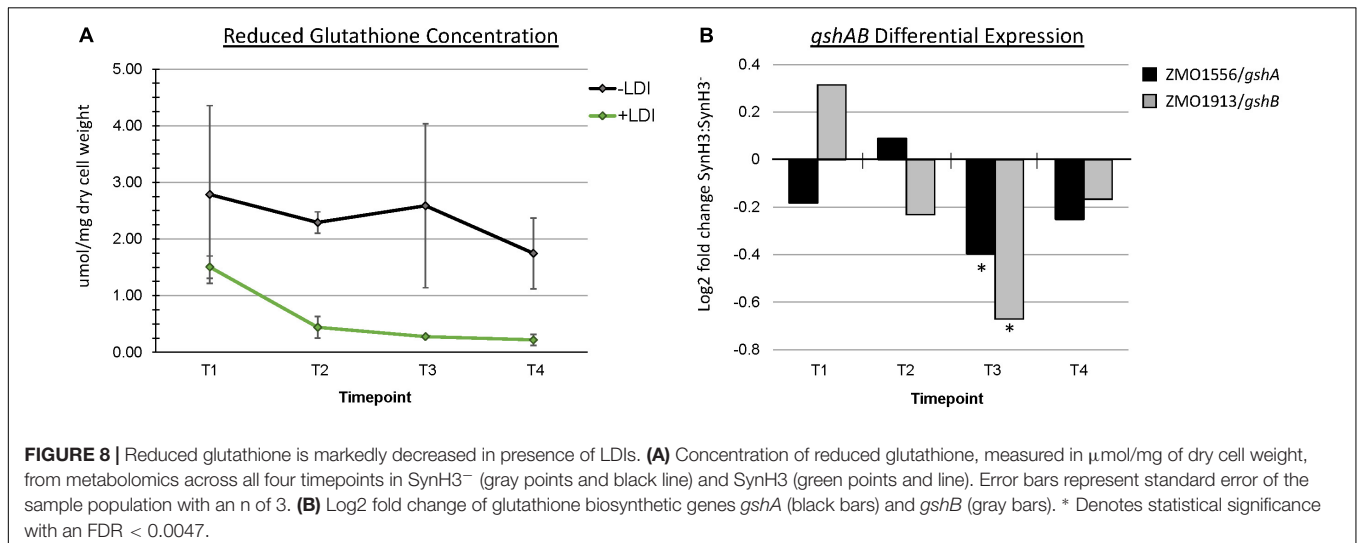 A
Reduced Glutathione Concentration
umol/mg dry cell weight
5.00
4.00
3.00
2.00
1.00
0.00
T1
T2
T3
T4
Timepoint
-LDI
+LDI
B
gshAB Differential Expression
Log2 fold change SynH3:SynH3-
0.4
0.2
0
-0.2
-0.4
-0.6
-0.8
*
*
T1
T2
T3
T4
Timepoint
ZMO1556/gshA
ZMO1913/gshB
FIGURE 8 | Reduced glutathione is markedly decreased in presence of LDIs. (A) Concentration of reduced glutathione, measured in μmol/mg of dry cell weight,
from metabolomics across all four timepoints in SynH3− (gray points and black line) and SynH3 (green points and line). Error bars represent standard error of the
sample population with an n of 3. (B) Log2 fold change of glutathione biosynthetic genes gshA (black bars) and gshB (gray bars). * Denotes statistical significance
with an FDR < 0.0047.